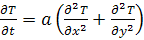 ∂T/∂t = a(∂²T/∂x² + ∂²T/∂y²)